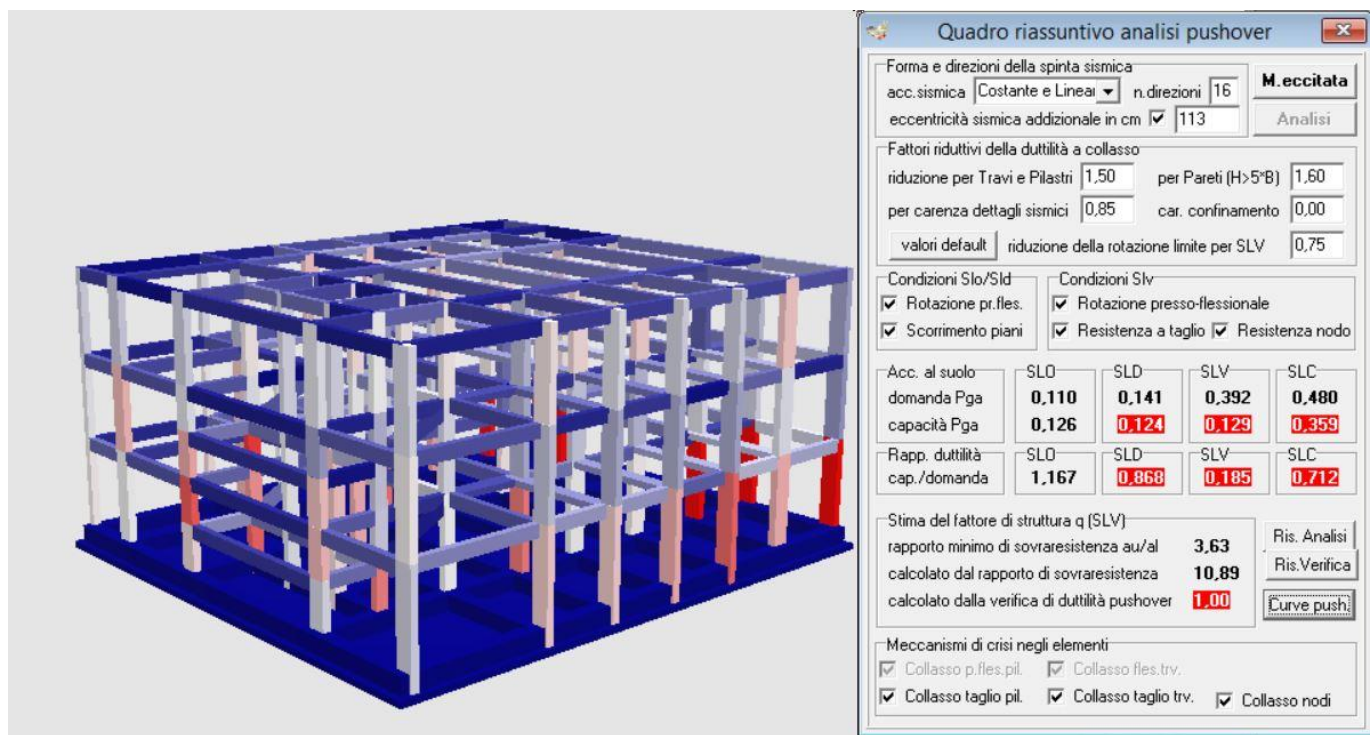 Quadro riassuntivo analisi pushover
Forma e direzioni della spinta sismica
acc.sismica Costante e Linear n.direzioni 16
M.eccitata
eccentricità sismica addizionale in cm 113
Analisi
Fattori riduttivi della duttilità a collasso
riduzione per Travi e Pilastri 1,50 per Pareti (H>5*B) 1,60
per carenza dettagli sismici 0,85 car. confinamento 0,00
valori default riduzione della rotazione limite per SLV 0,75
Condizioni Slo/Sld
Rotazione pr.fles.
Scorrimento piani
Condizioni Slv
Rotazione presso-flessionale
Resistenza a taglio Resistenza nodo
Acc. al suolo SLO SLD SLV SLC
domanda Pga 0,110 0,141 0,392 0,480
capacità Pga 0,126 0,124 0,129 0,359
Rapp. duttilità SLO SLD SLV SLC
cap./domanda 1,167 0,868 0,185 0,712
Stima del fattore di struttura q (SLV)
rapporto minimo di sovraresistenza au/al 3,63
calcolato dal rapporto di sovraresistenza 10,89
calcolato dalla verifica di duttilità pushover 1,00
Ris. Analisi
Ris.Verifica
Curve push.
Meccanismi di crisi negli elementi
Collasso p.fles.pil. Collasso fles.trv.
Collasso taglio pil. Collasso taglio trv. Collasso nodi